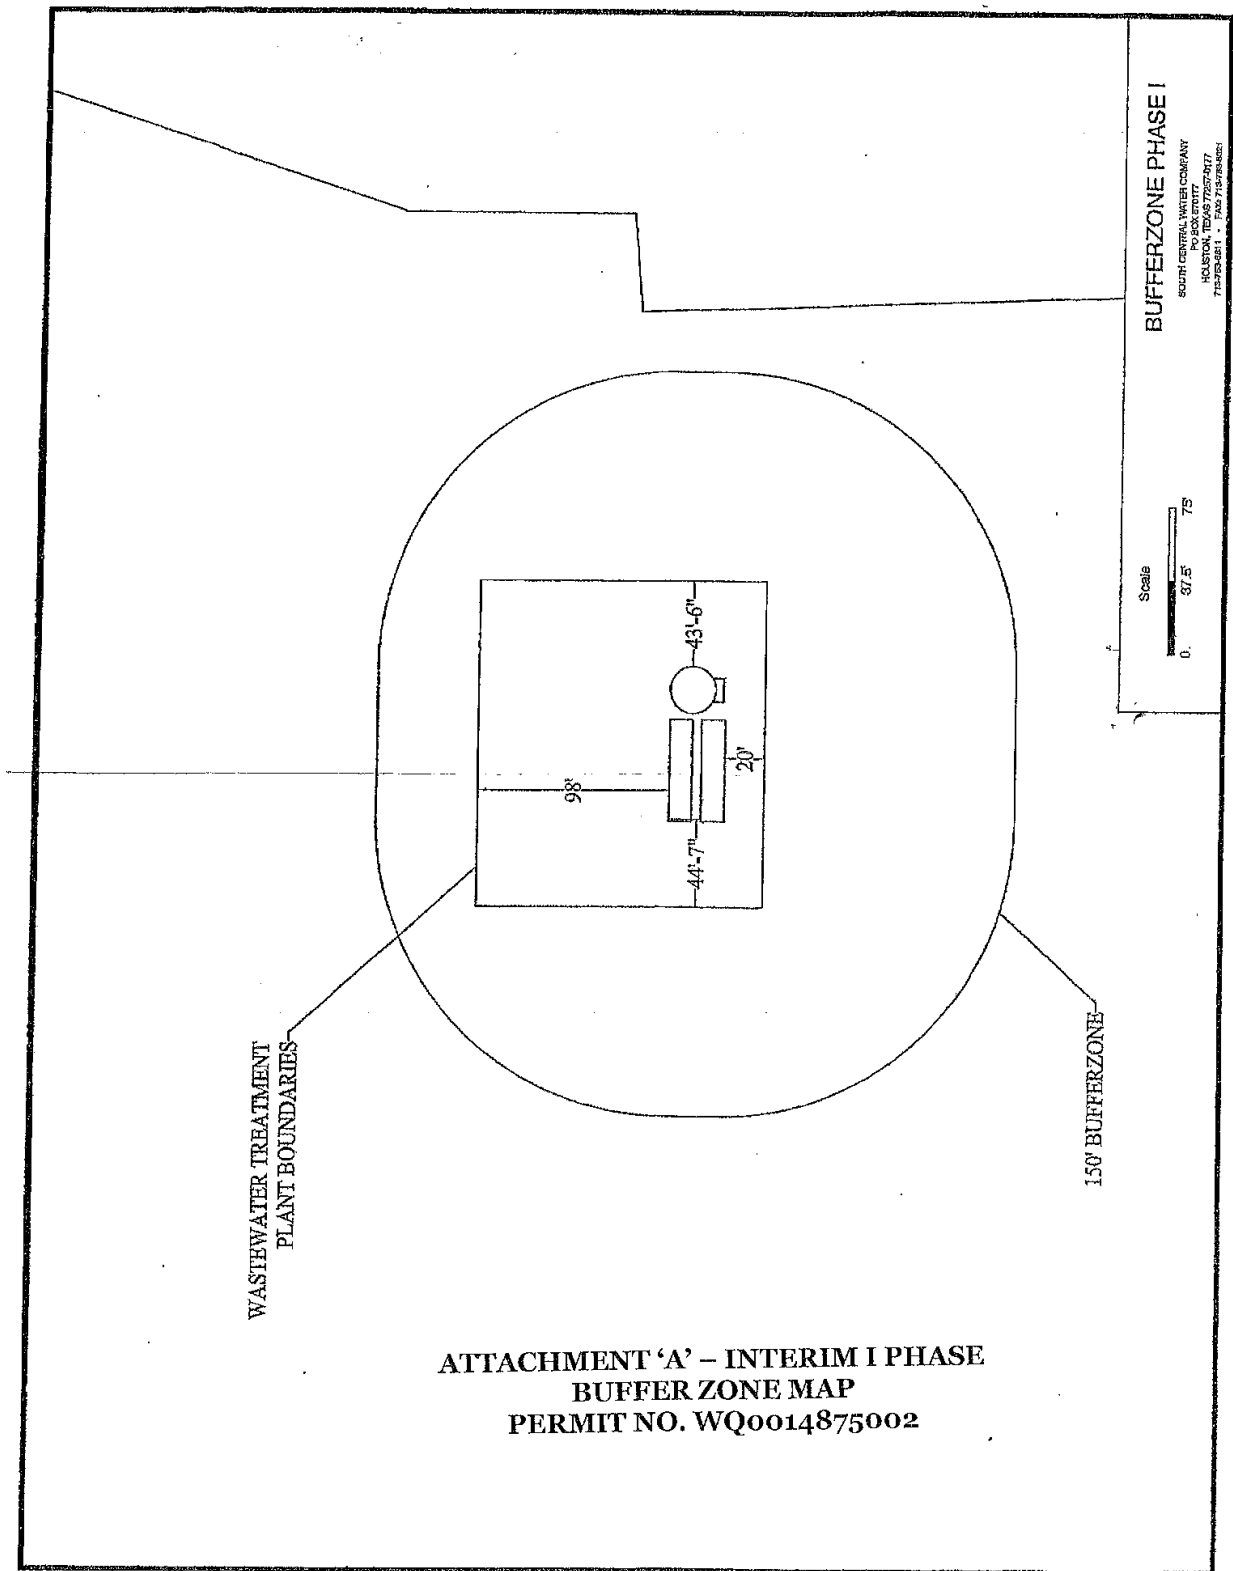 BUFFERZONE PHASE I
SOUTH CENTRAL WATER COMPANY
PO BOX 570177
HOUSTON, TEXAS 77257-0177
Scale
0.
37.5'
75'
43'-6"
20'
98'
44'-7"
WASTEWATER TREATMENT
PLANT BOUNDARIES
150' BUFFERZONE
ATTACHMENT ‘A’ – INTERIM I PHASE
BUFFER ZONE MAP
PERMIT NO. WQ0014875002